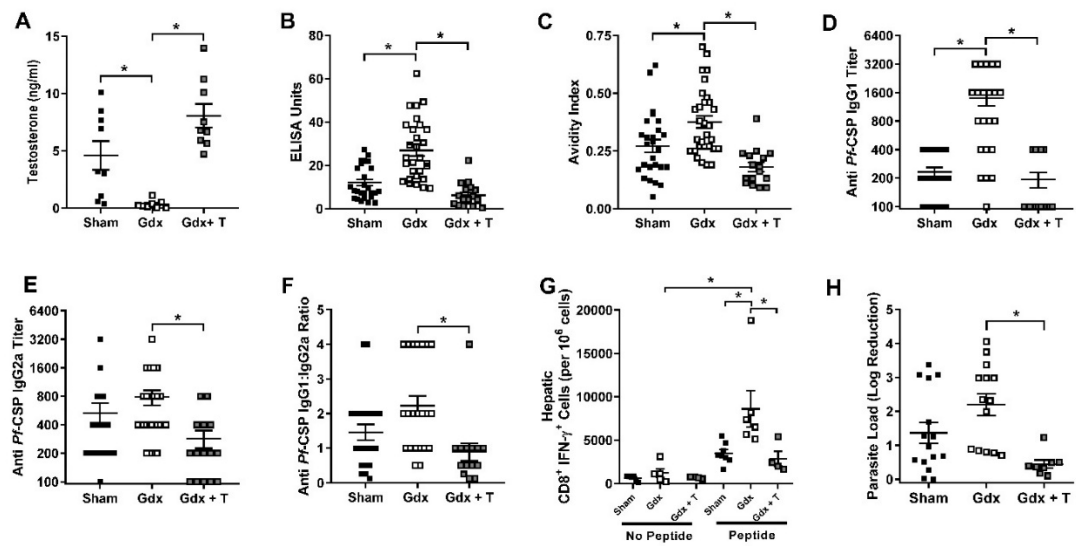 A
Testosterone (ng/ml)
15
10
5
0
*
*
Sham Gdx Gdx+ T
B
ELISA Units
80
60
40
20
0
*
*
Sham Gdx Gdx + T
C
Avidity Index
0.75
0.50
0.25
0.00
*
*
Sham Gdx Gdx + T
D
Anti Pf-CSP IgG1 Titer
3200
1600
800
400
200
100
*
*
Sham Gdx Gdx + T
E
Anti Pf-CSP IgG2a Titer
6400
3200
1600
800
400
200
100
*
Sham Gdx Gdx + T
F
Anti Pf-CSP IgG1:IgG2a Ratio
5
4
3
2
1
0
*
Sham Gdx Gdx + T
G
Hepatic
CD8+ IFN-γ+ Cells (per 10^6 cells)
20000
15000
10000
5000
0
*
*
*
Sham Gdx Gdx + T Sham Gdx Gdx + T
No Peptide Peptide
H
Parasite Load (Log Reduction)
5
4
3
2
1
0
*
Sham Gdx Gdx + T